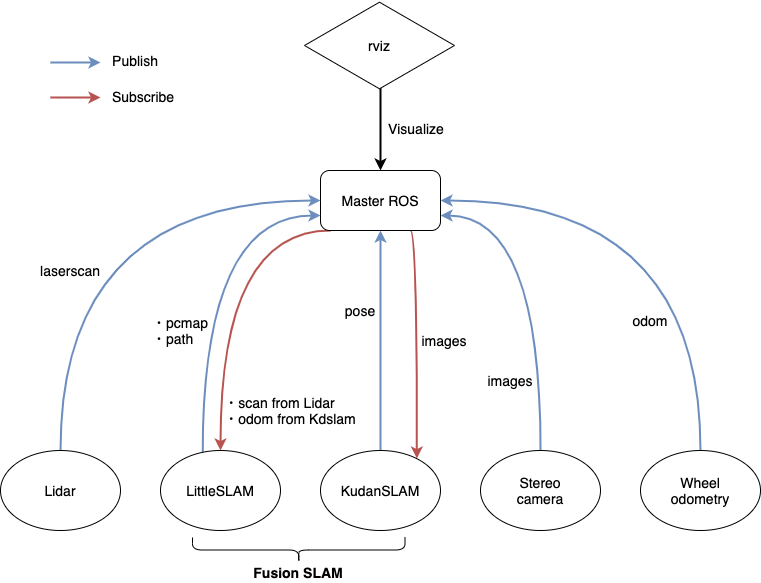 rviz
Publish
Subscribe
Visualize
Master ROS
laserscan
pose
・pcmap
・path
images
odom
images
・scan from Lidar
・odom from Kdslam
Lidar
LittleSLAM
KudanSLAM
Stereo
camera
Wheel
odometry
Fusion SLAM